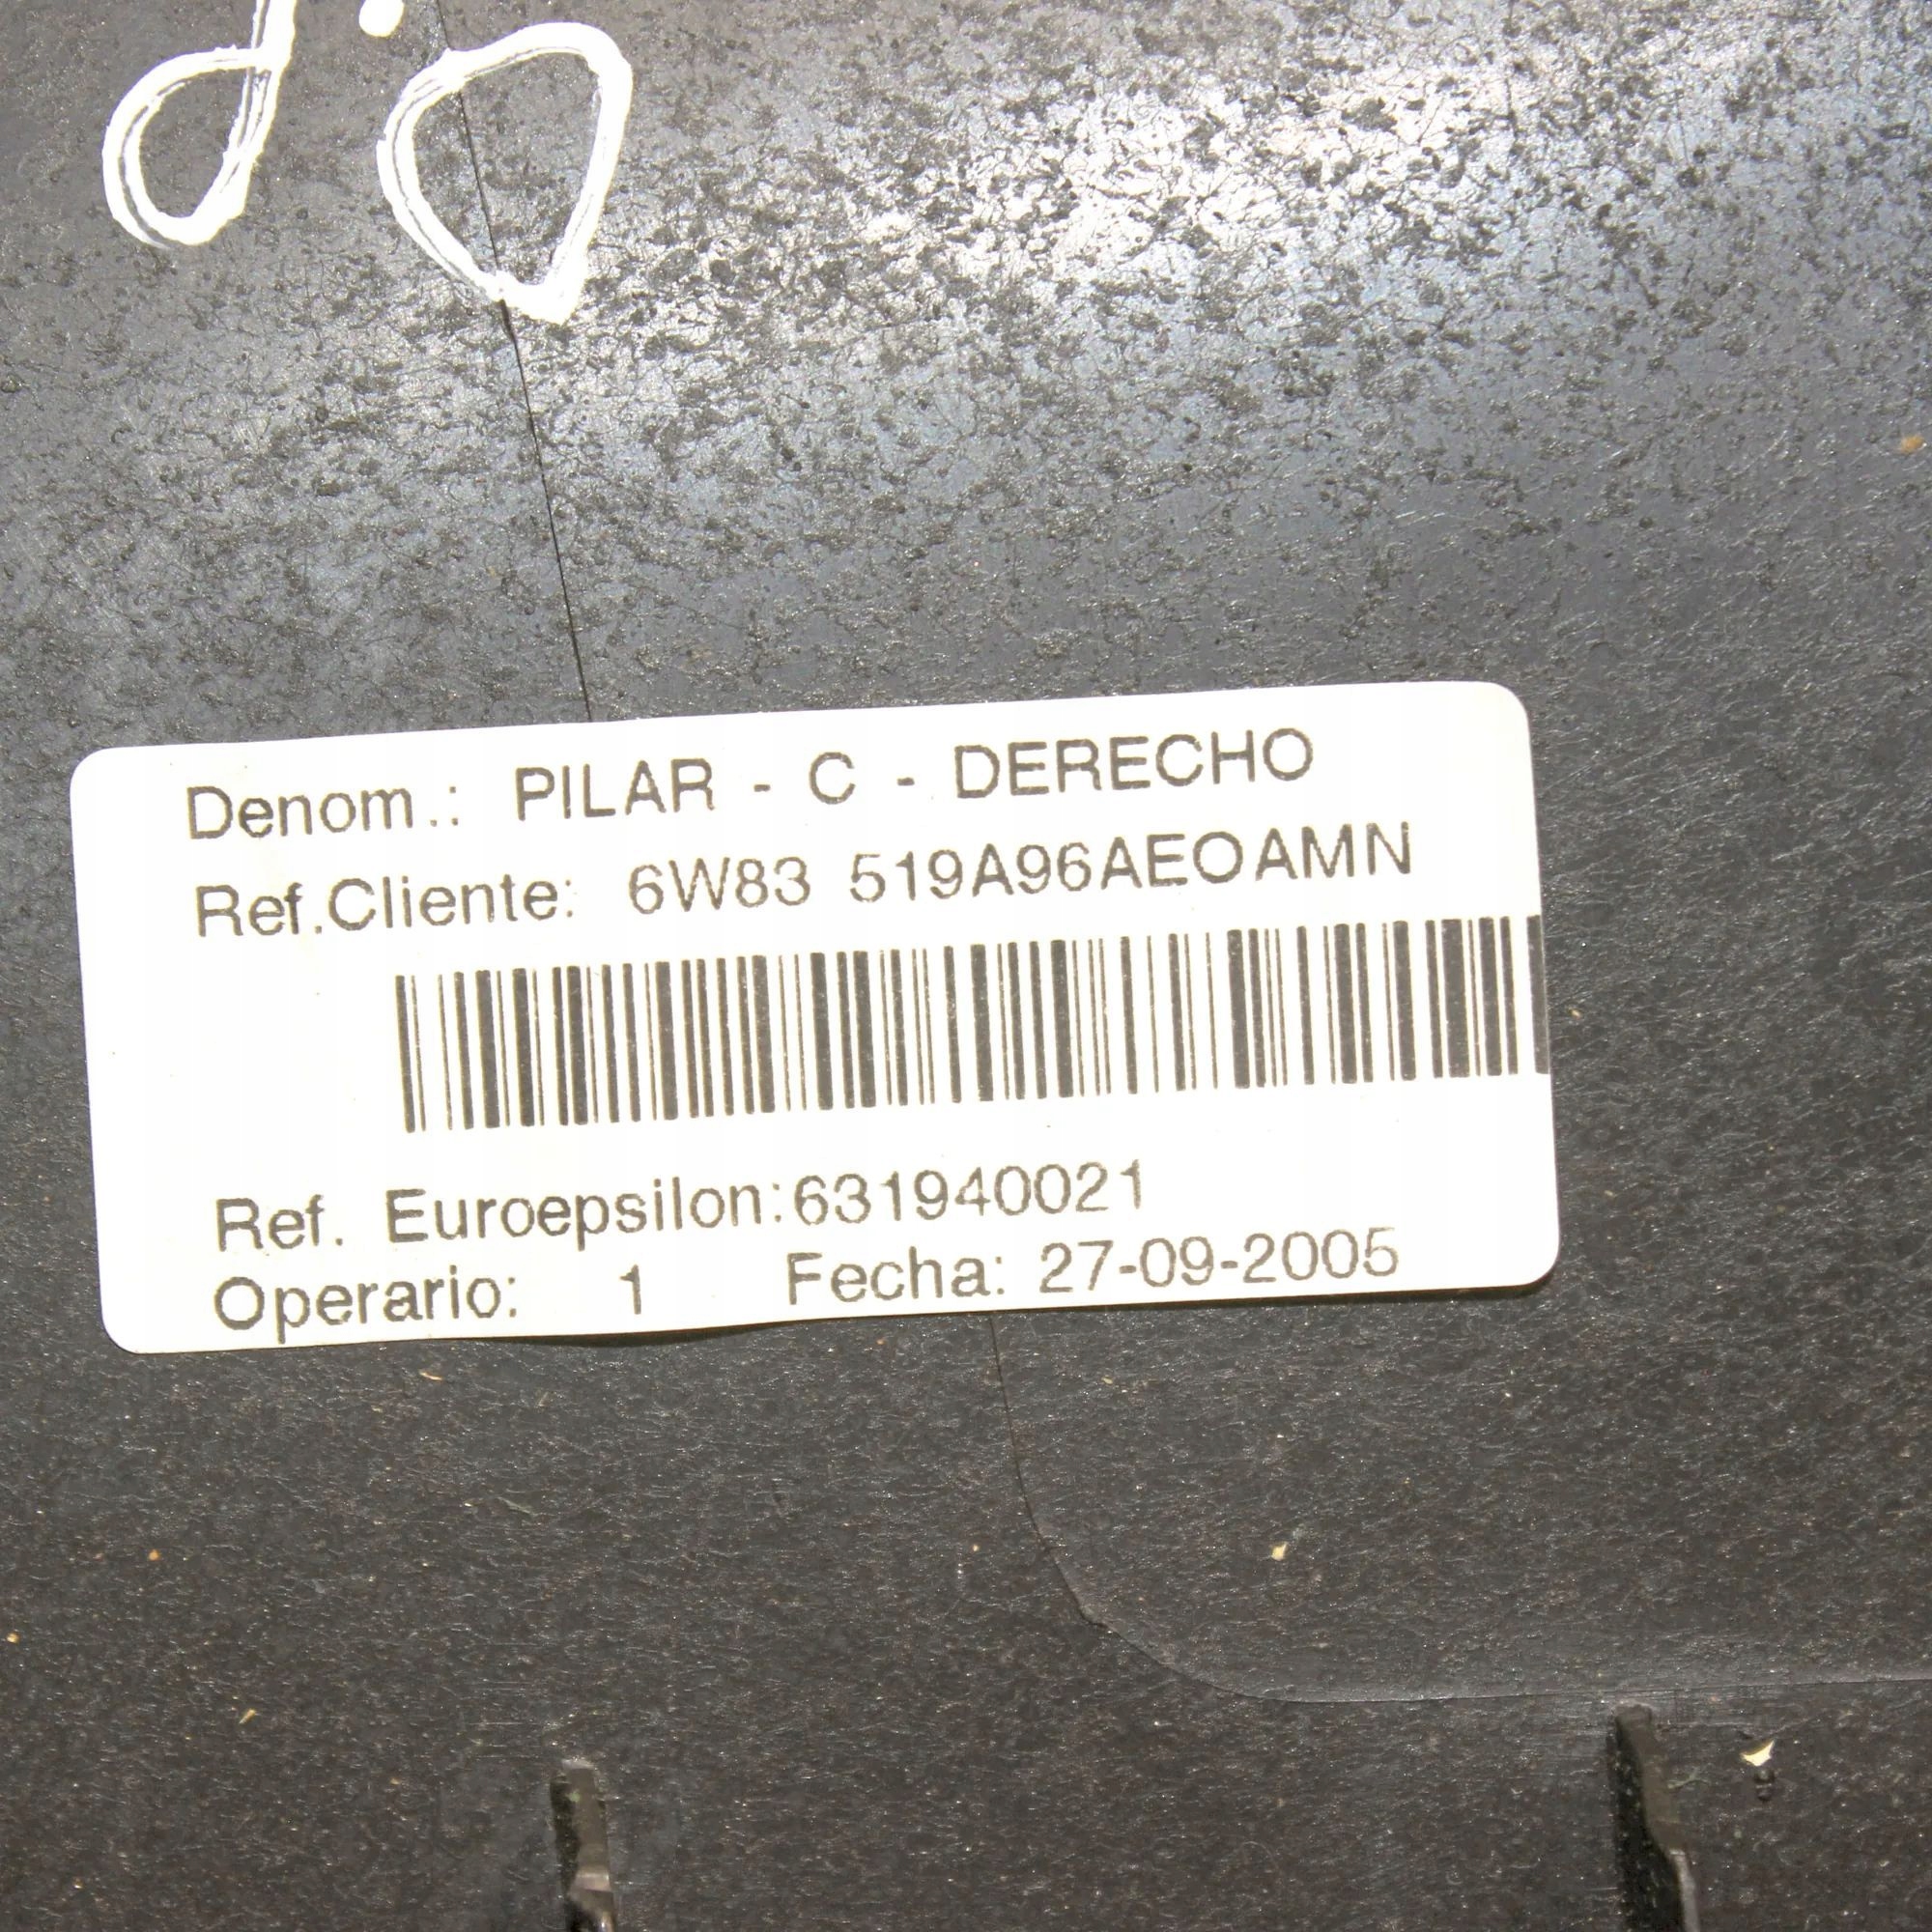 Denom.: PILAR - C - DERECHO
Ref.Cliente: 6W83 519A96AEOAMN
Ref. Euroepsilon:631940021
Operario: 1 Fecha: 27-09-2005